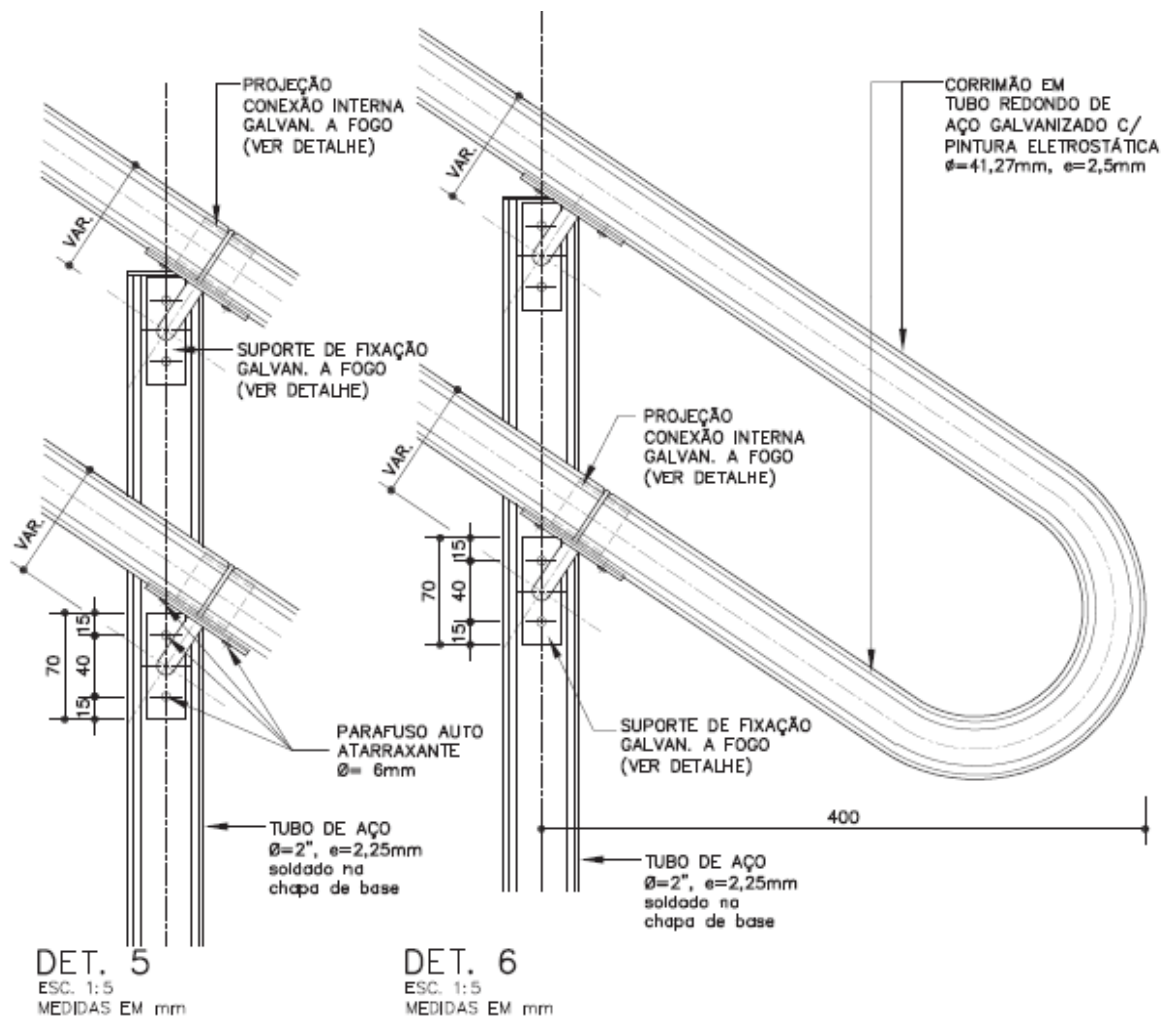 PROJEÇÃO
CONEXÃO INTERNA
GALVAN. A FOGO
(VER DETALHE)
VAR.
SUPORTE DE FIXAÇÃO
GALVAN. A FOGO
(VER DETALHE)
VAR.
15
70
40
15
PARAFUSO AUTO
ATARRAXANTE
Ø= 6mm
TUBO DE AÇO
Ø=2", e=2,25mm
soldado na
chapa de base
DET. 5
ESC. 1:5
MEDIDAS EM mm
CORRIMÃO EM
TUBO REDONDO DE
AÇO GALVANIZADO C/
PINTURA ELETROSTÁTICA
Ø=41,27mm, e=2,5mm
VAR.
PROJEÇÃO
CONEXÃO INTERNA
GALVAN. A FOGO
(VER DETALHE)
VAR.
15
70
40
15
SUPORTE DE FIXAÇÃO
GALVAN. A FOGO
(VER DETALHE)
400
TUBO DE AÇO
Ø=2", e=2,25mm
soldado na
chapa de base
DET. 6
ESC. 1:5
MEDIDAS EM mm